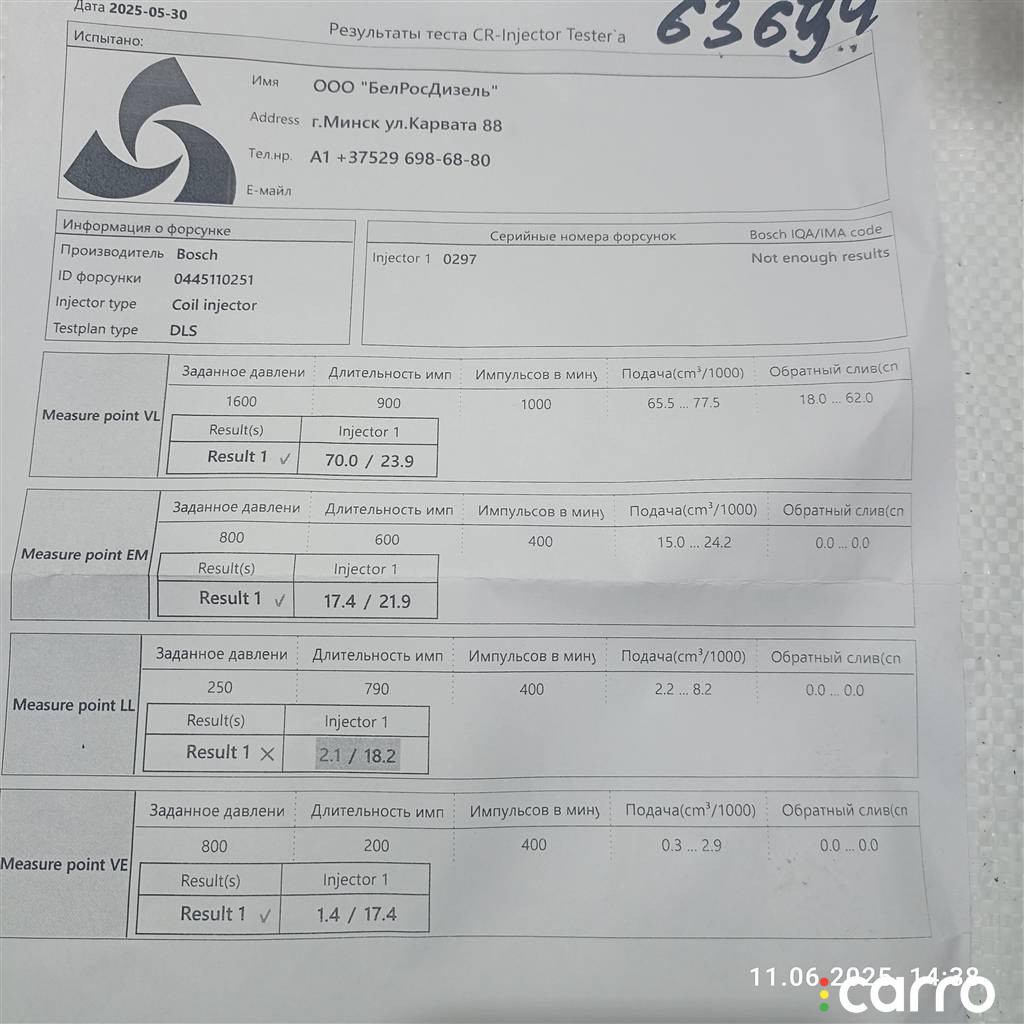 Дата 2025-05-30
Результаты теста CR-Injector Tester`a
Испытано:
Имя ООО "БелРосДизель"
Address г.Минск ул.Карвата 88
Тел.нр. A1 +37529 698-68-80
E-майл
Информация о форсунке
Производитель Bosch
ID форсунки 0445110251
Injector type Coil injector
Testplan type DLS
Серийные номера форсунок Bosch IQA/IMA code
Injector 1 0297 Not enough results
Measure point VL
Заданное давлени Длительность имп Импульсов в мину Подача(cm³/1000) Обратный слив(сп
1600 900 1000 65.5 ... 77.5 18.0 ... 62.0
Result(s) Injector 1
Result 1 ✓ 70.0 / 23.9
Measure point EM
Заданное давлени Длительность имп Импульсов в мину Подача(cm³/1000) Обратный слив(сп
800 600 400 15.0 ... 24.2 0.0 ... 0.0
Result(s) Injector 1
Result 1 ✓ 17.4 / 21.9
Measure point LL
Заданное давлени Длительность имп Импульсов в мину Подача(cm³/1000) Обратный слив(сп
250 790 400 2.2 ... 8.2 0.0 ... 0.0
Result(s) Injector 1
Result 1 ✗ 2.1 / 18.2
Measure point VE
Заданное давлени Длительность имп Импульсов в мину Подача(cm³/1000) Обратный слив(сп
800 200 400 0.3 ... 2.9 0.0 ... 0.0
Result(s) Injector 1
Result 1 ✓ 1.4 / 17.4
11.06.2025 14:38
carro